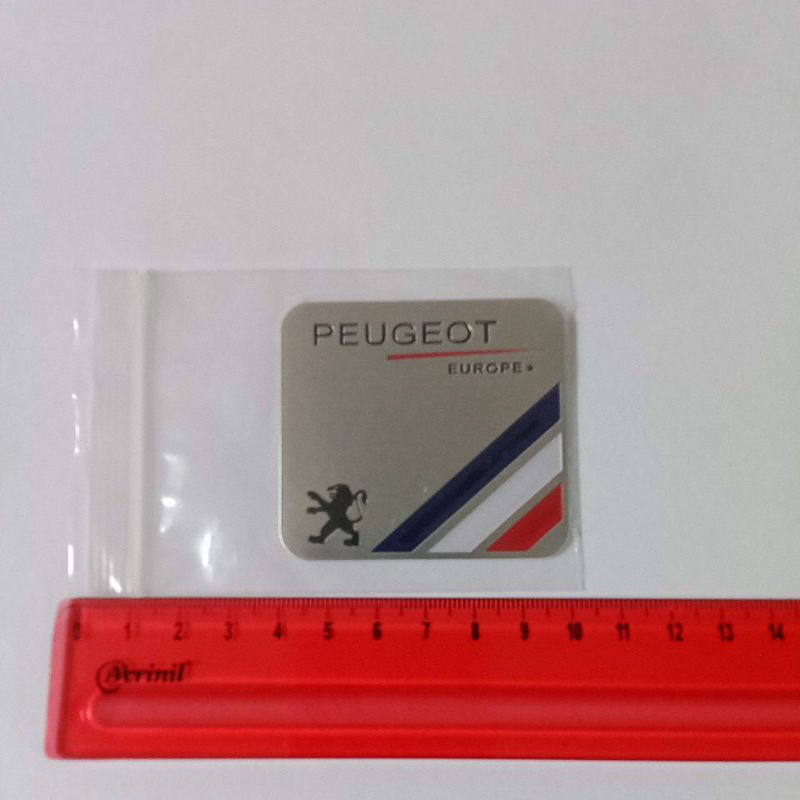 PEUGEOT
EUROPE★
0 1 2 3 4 5 6 7 8 9 10 11 12 13 14
Acrinil